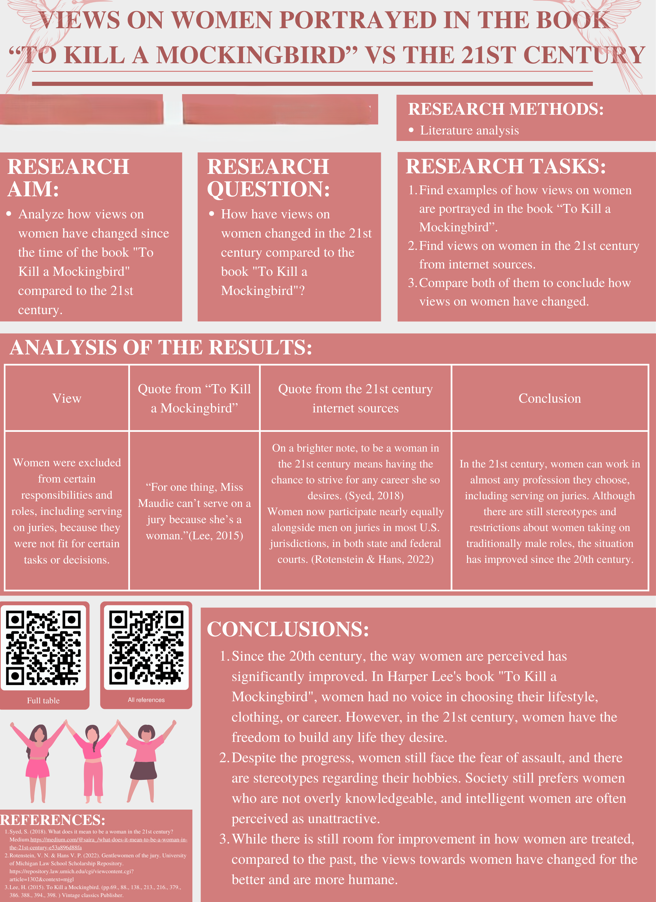 VIEWS ON WOMEN PORTRAYED IN THE BOOK
“TO KILL A MOCKINGBIRD” VS THE 21ST CENTURY
RESEARCH METHODS:
• Literature analysis
RESEARCH
AIM:
• Analyze how views on
women have changed since
the time of the book "To
Kill a Mockingbird"
compared to the 21st
century.
RESEARCH
QUESTION:
• How have views on
women changed in the 21st
century compared to the
book "To Kill a
Mockingbird"?
RESEARCH TASKS:
1. Find examples of how views on women
are portrayed in the book “To Kill a
Mockingbird”.
2. Find views on women in the 21st century
from internet sources.
3. Compare both of them to conclude how
views on women have changed.
ANALYSIS OF THE RESULTS:
View
Quote from “To Kill
a Mockingbird”
Quote from the 21st century
internet sources
Conclusion
Women were excluded
from certain
responsibilities and
roles, including serving
on juries, because they
were not fit for certain
tasks or decisions.
“For one thing, Miss
Maudie can’t serve on a
jury because she’s a
woman.”(Lee, 2015)
On a brighter note, to be a woman in
the 21st century means having the
chance to strive for any career she so
desires. (Syed, 2018)
Women now participate nearly equally
alongside men on juries in most U.S.
jurisdictions, in both state and federal
courts. (Rotenstein & Hans, 2022)
In the 21st century, women can work in
almost any profession they choose,
including serving on juries. Although
there are still stereotypes and
restrictions about women taking on
traditionally male roles, the situation
has improved since the 20th century.
Full table
All references
CONCLUSIONS:
1. Since the 20th century, the way women are perceived has
significantly improved. In Harper Lee's book "To Kill a
Mockingbird", women had no voice in choosing their lifestyle,
clothing, or career. However, in the 21st century, women have the
freedom to build any life they desire.
2. Despite the progress, women still face the fear of assault, and there
are stereotypes regarding their hobbies. Society still prefers women
who are not overly knowledgeable, and intelligent women are often
perceived as unattractive.
3. While there is still room for improvement in how women are treated,
compared to the past, the views towards women have changed for the
better and are more humane.
REFERENCES:
1. Syed, S. (2018). What does it mean to be a woman in the 21st century?
Medium.
2. Rotenstein, V. N. & Hans V. P. (2022). Gentlewomen of the jury. University
of Michigan Law School Scholarship Repository.
https://repository.law.umich.edu/cgi/viewcontent.cgi?
article=1302&context=mjgl
3. Lee, H. (2015). To Kill a Mockingbird. (pp.69., 88., 138., 213., 216., 379.,
386. 388., 394., 398. ) Vintage classics Publisher.